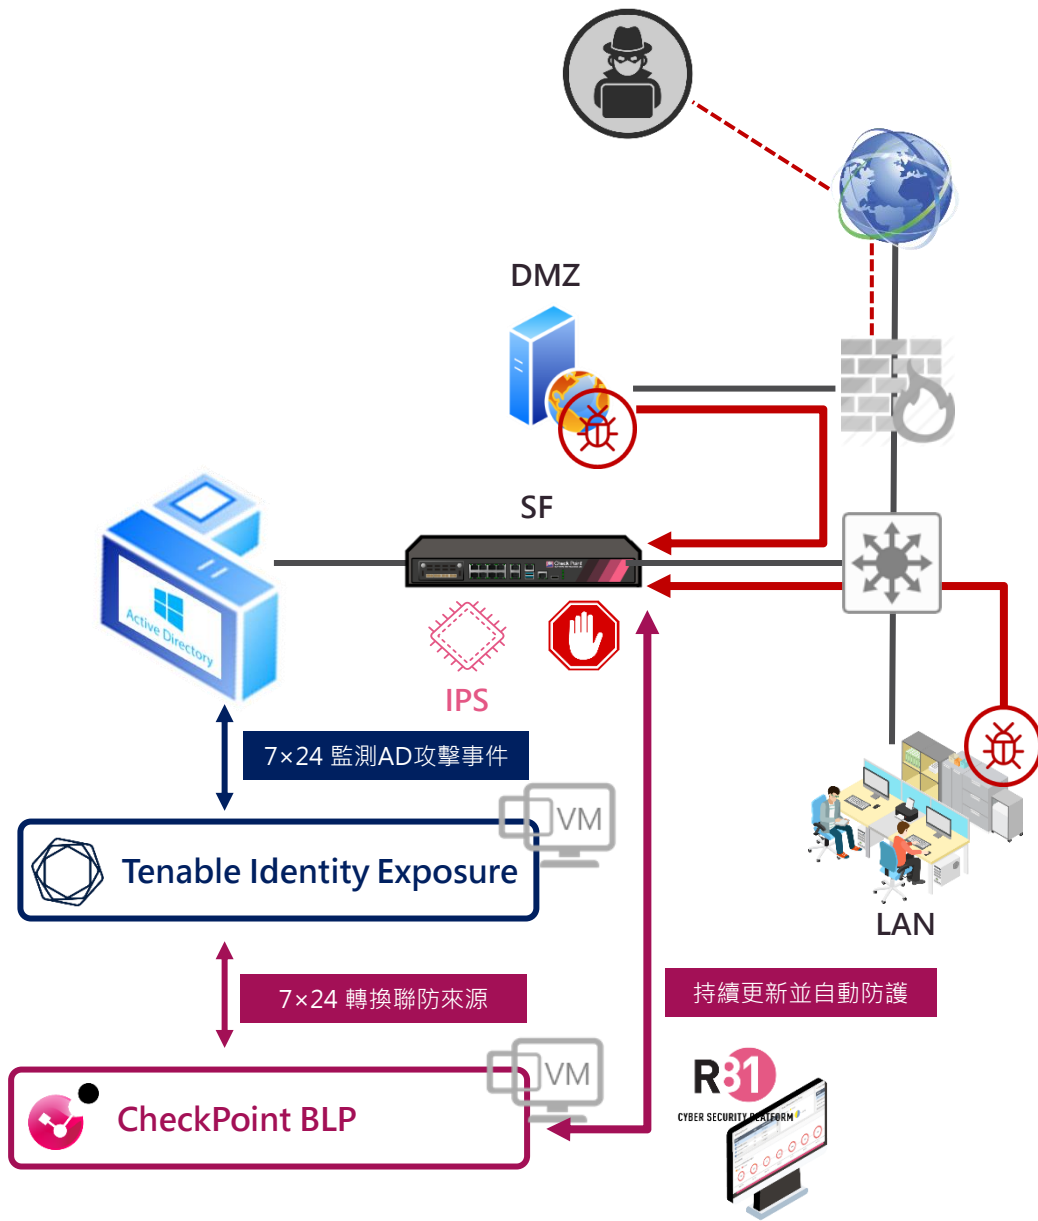 DMZ
SF
Check Point
Active Directory
IPS
7×24 監測AD攻擊事件
VM
Tenable Identity Exposure
LAN
7×24 轉換聯防來源
持續更新並自動防護
VM
CheckPoint BLP
R81
CYBER SECURITY PLATFORM